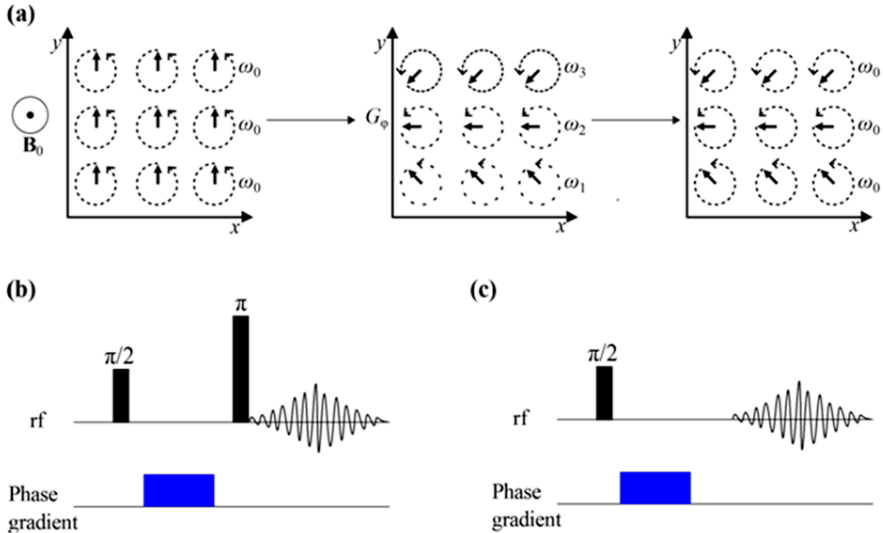 (a)
y y y
ω0 ω3 ω0
B0 ω0 Gφ ω2 ω0
ω0 ω1 ω0
x x x
(b) (c)
π
π/2 π/2
rf rf
Phase gradient Phase gradient